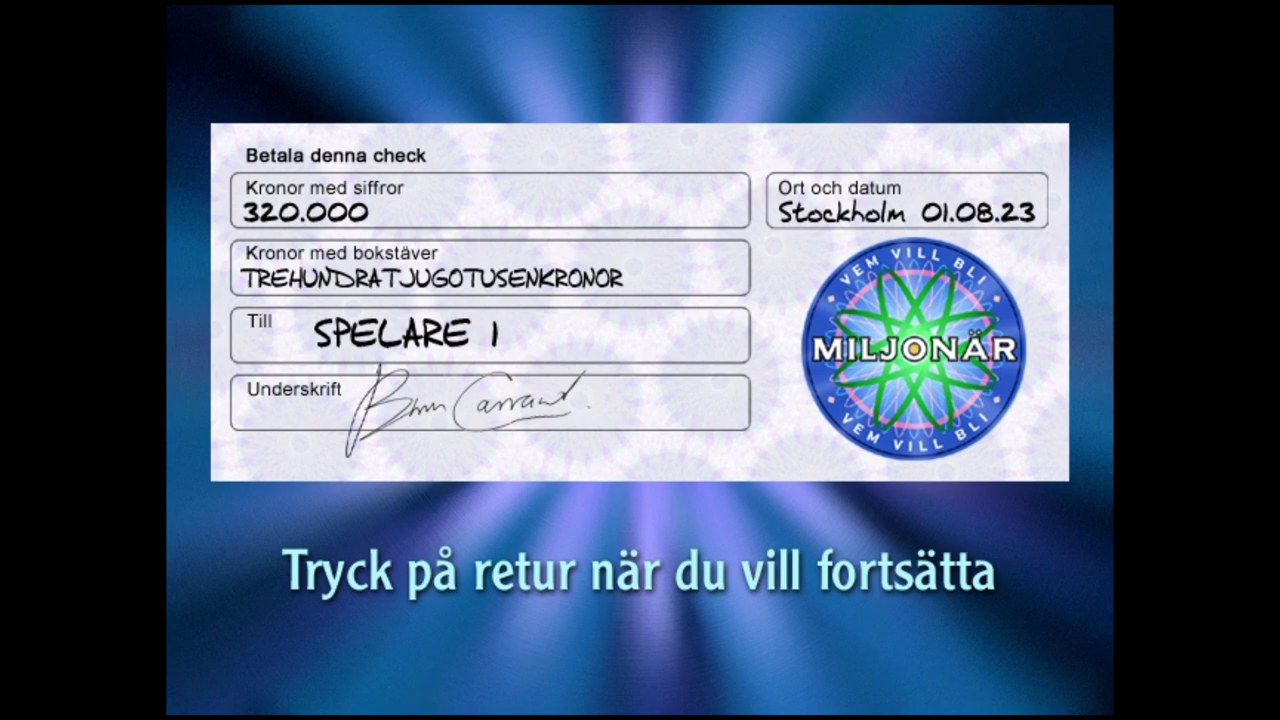 Betala denna check
Kronor med siffror
320.000
Ort och datum
Stockholm 01.08.23
Kronor med bokstäver
TREHUNDRATJUGOTUSENKRONOR
Till
SPELARE 1
Underskrift
VEM VILL BLI
MILJONÄR
VEM VILL BLI
Tryck på retur när du vill fortsätta